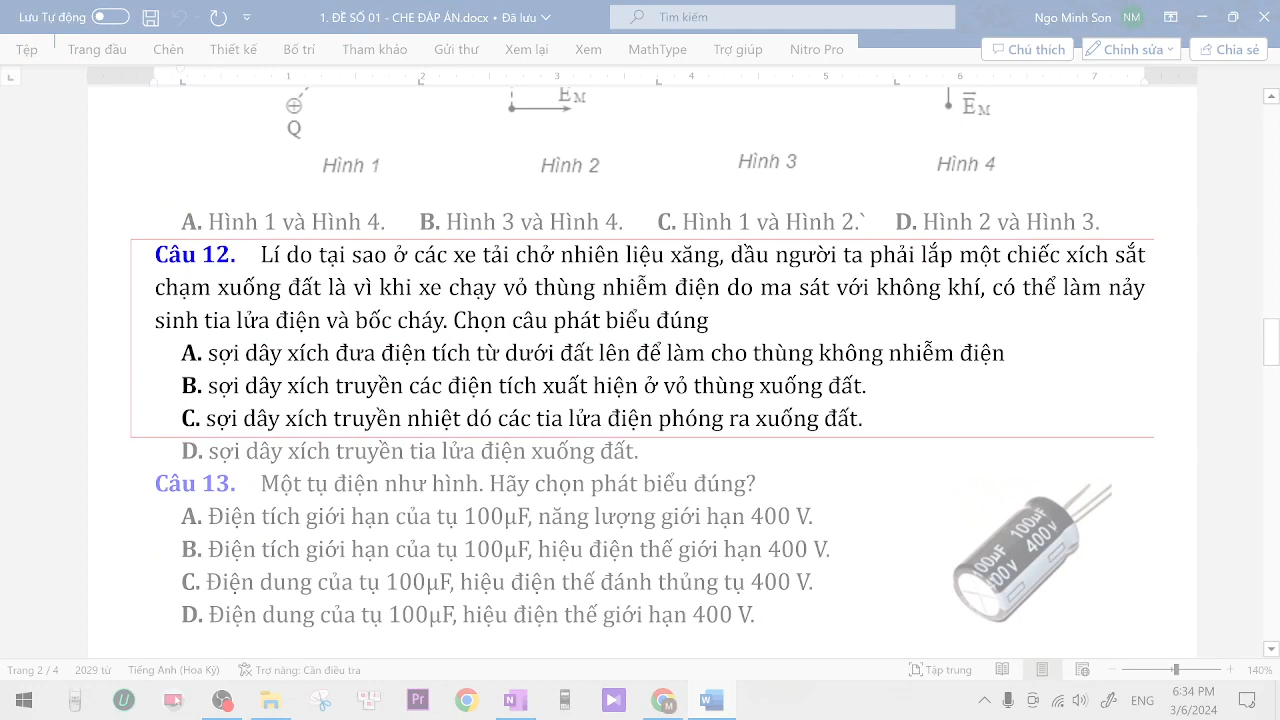 Lưu Tự động 1. ĐỀ SỐ 01 - CHE ĐÁP ÁN.docx • Đã lưu Tìm kiếm Ngo Minh Son NM
Tệp Trang đầu Chèn Thiết kế Bố trí Tham khảo Gửi thư Xem lại Xem MathType Trợ giúp Nitro Pro Chú thích Chỉnh sửa Chia sẻ
1 2 3 4 5 6 7
E M E M
Q
Hình 1 Hình 2 Hình 3 Hình 4
A. Hình 1 và Hình 4. B. Hình 3 và Hình 4. C. Hình 1 và Hình 2.` D. Hình 2 và Hình 3.
Câu 12. Lí do tại sao ở các xe tải chở nhiên liệu xăng, dầu người ta phải lắp một chiếc xích sắt
chạm xuống đất là vì khi xe chạy vỏ thùng nhiễm điện do ma sát với không khí, có thể làm nảy
sinh tia lửa điện và bốc cháy. Chọn câu phát biểu đúng
A. sợi dây xích đưa điện tích từ dưới đất lên để làm cho thùng không nhiễm điện
B. sợi dây xích truyền các điện tích xuất hiện ở vỏ thùng xuống đất.
C. sợi dây xích truyền nhiệt dó các tia lửa điện phóng ra xuống đất.
D. sợi dây xích truyền tia lửa điện xuống đất.
Câu 13. Một tụ điện như hình. Hãy chọn phát biểu đúng?
A. Điện tích giới hạn của tụ 100μF, năng lượng giới hạn 400 V.
B. Điện tích giới hạn của tụ 100μF, hiệu điện thế giới hạn 400 V.
C. Điện dung của tụ 100μF, hiệu điện thế đánh thủng tụ 400 V.
D. Điện dung của tụ 100μF, hiệu điện thế giới hạn 400 V.
100μF 100μF
400V 400V
Trang 2 / 4 2029 từ Tiếng Anh (Hoa Kỳ) Trợ năng: Cần điều tra Tập trung 140%
Pr N M W ENG 6:34 PM
3/6/2024